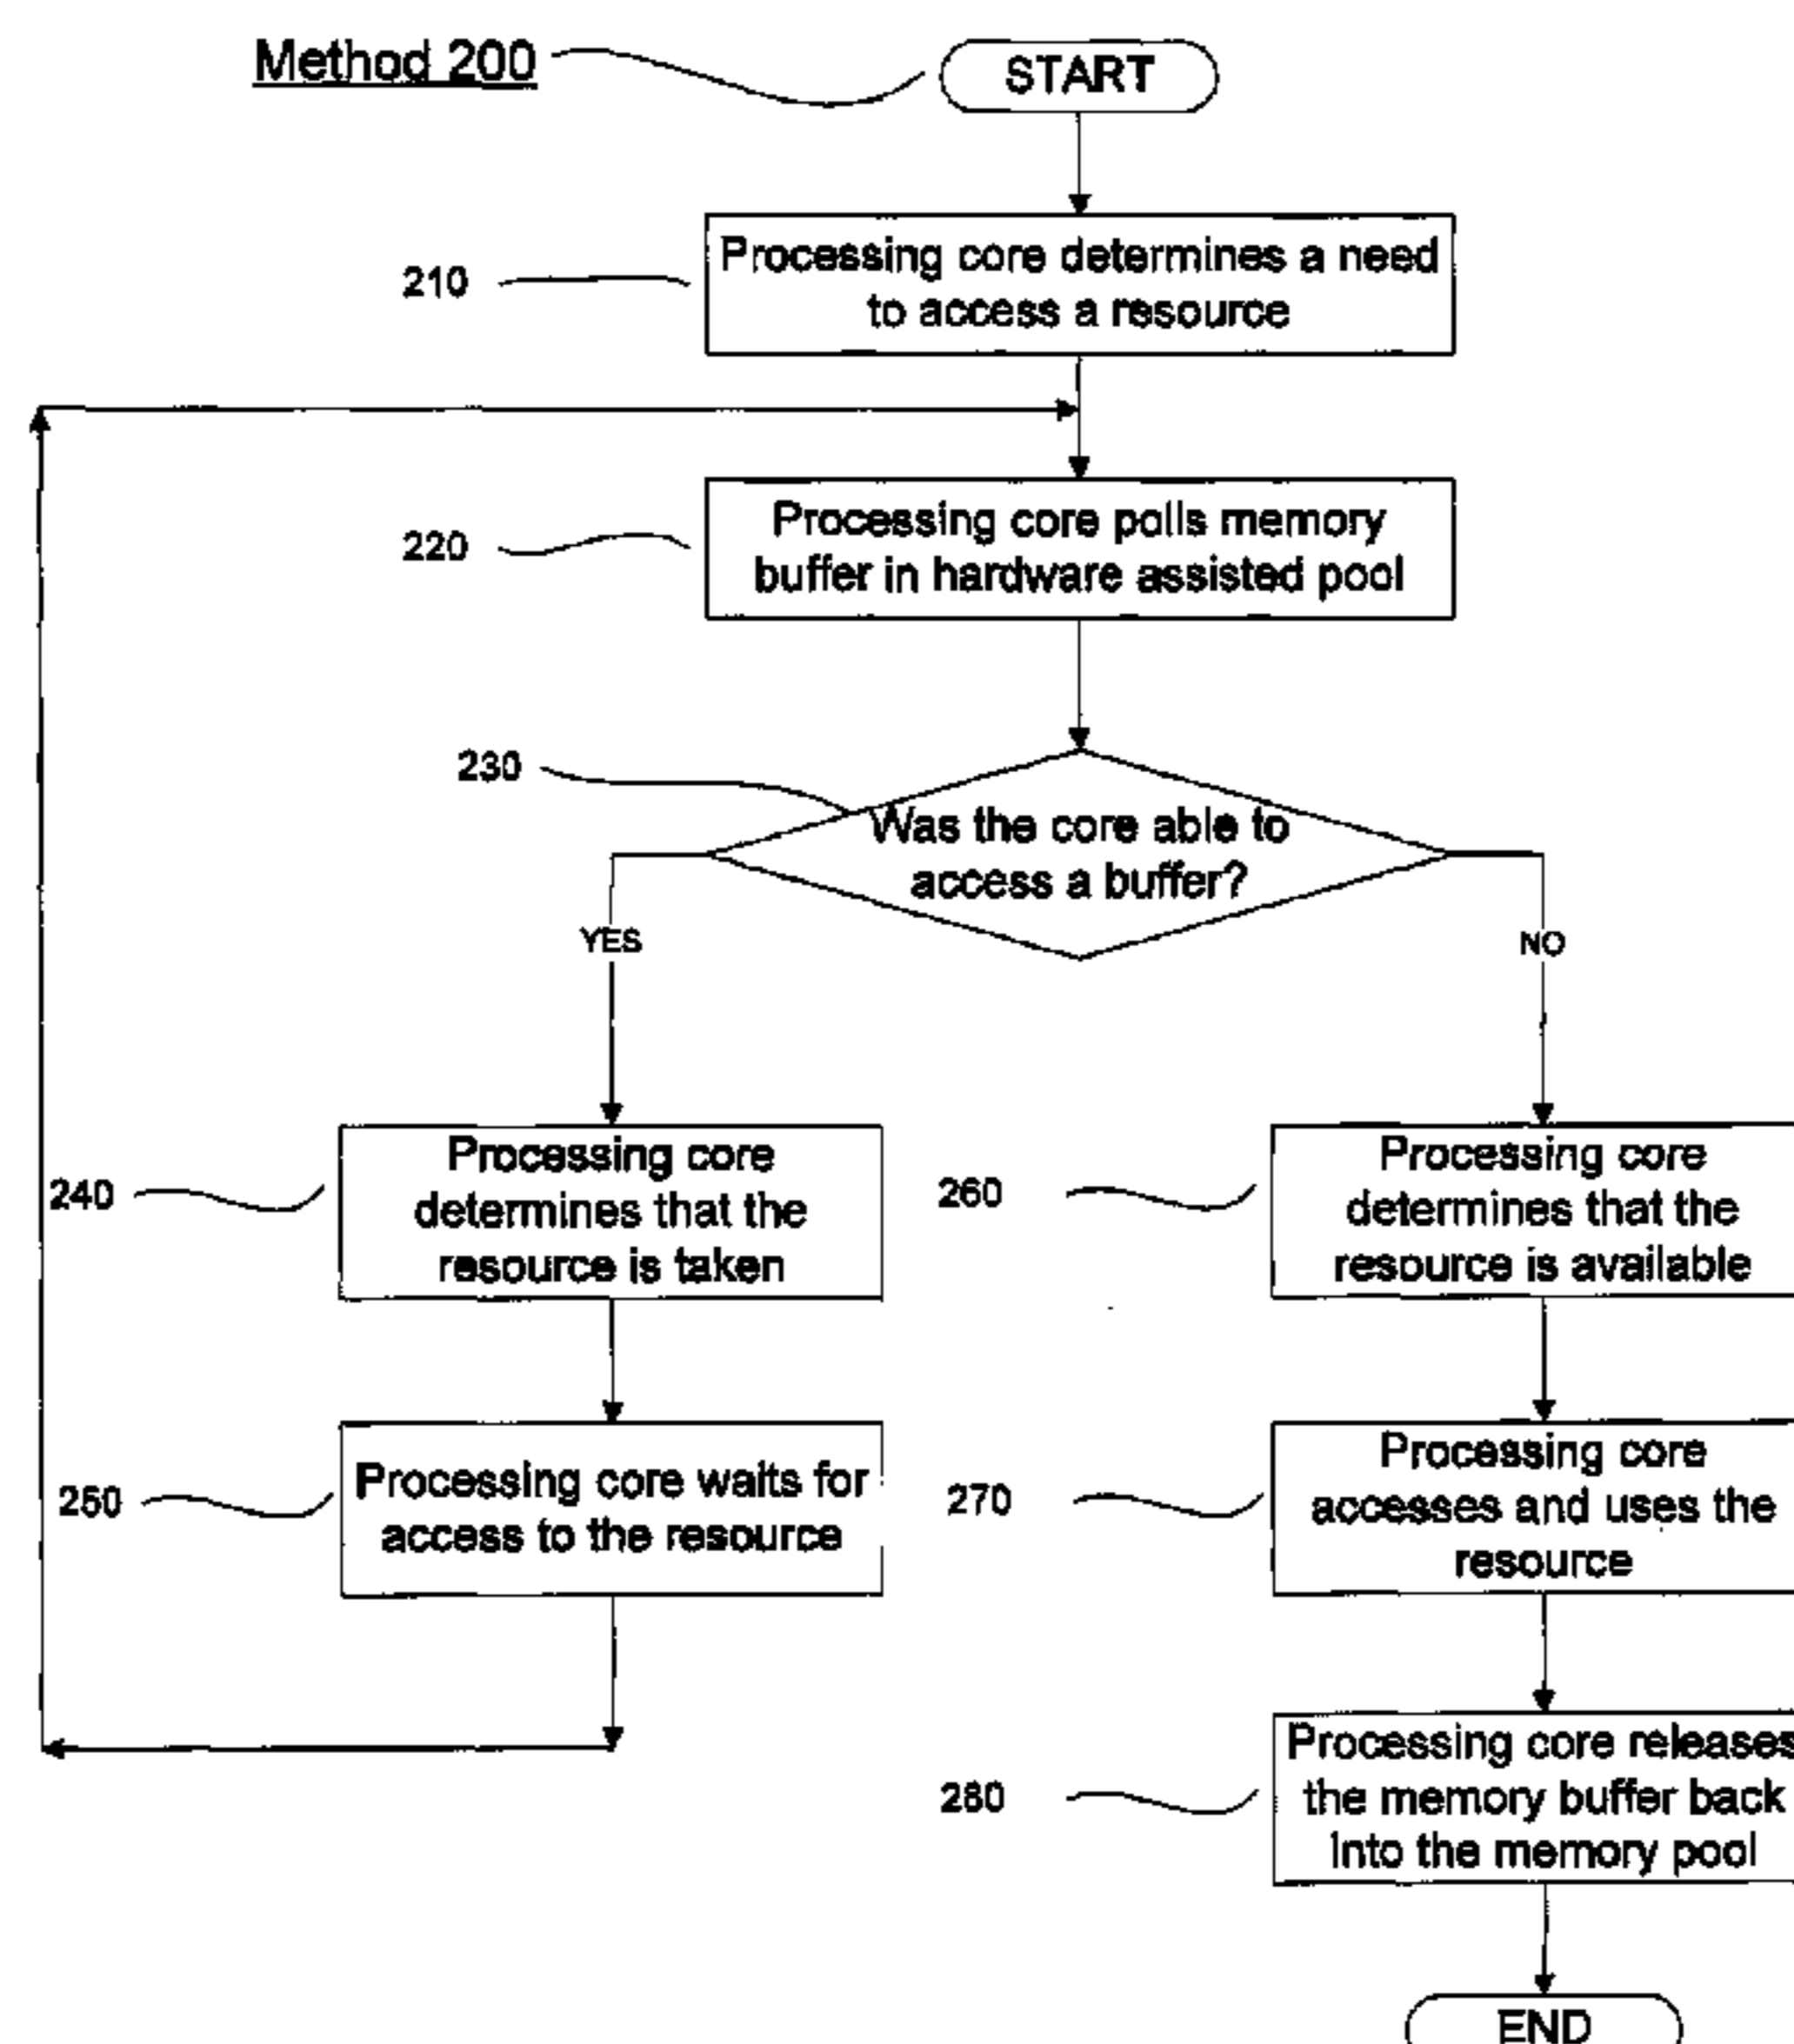 Method 200
START
210
Processing core determines a need
to access a resource
220
Processing core polls memory
buffer in hardware assisted pool
230
Was the core able to
access a buffer?
YES
NO
240
Processing core
determines that the
resource is taken
260
Processing core
determines that the
resource is available
250
Processing core waits for
access to the resource
270
Processing core
accesses and uses the
resource
280
Processing core releases
the memory buffer back
into the memory pool
END